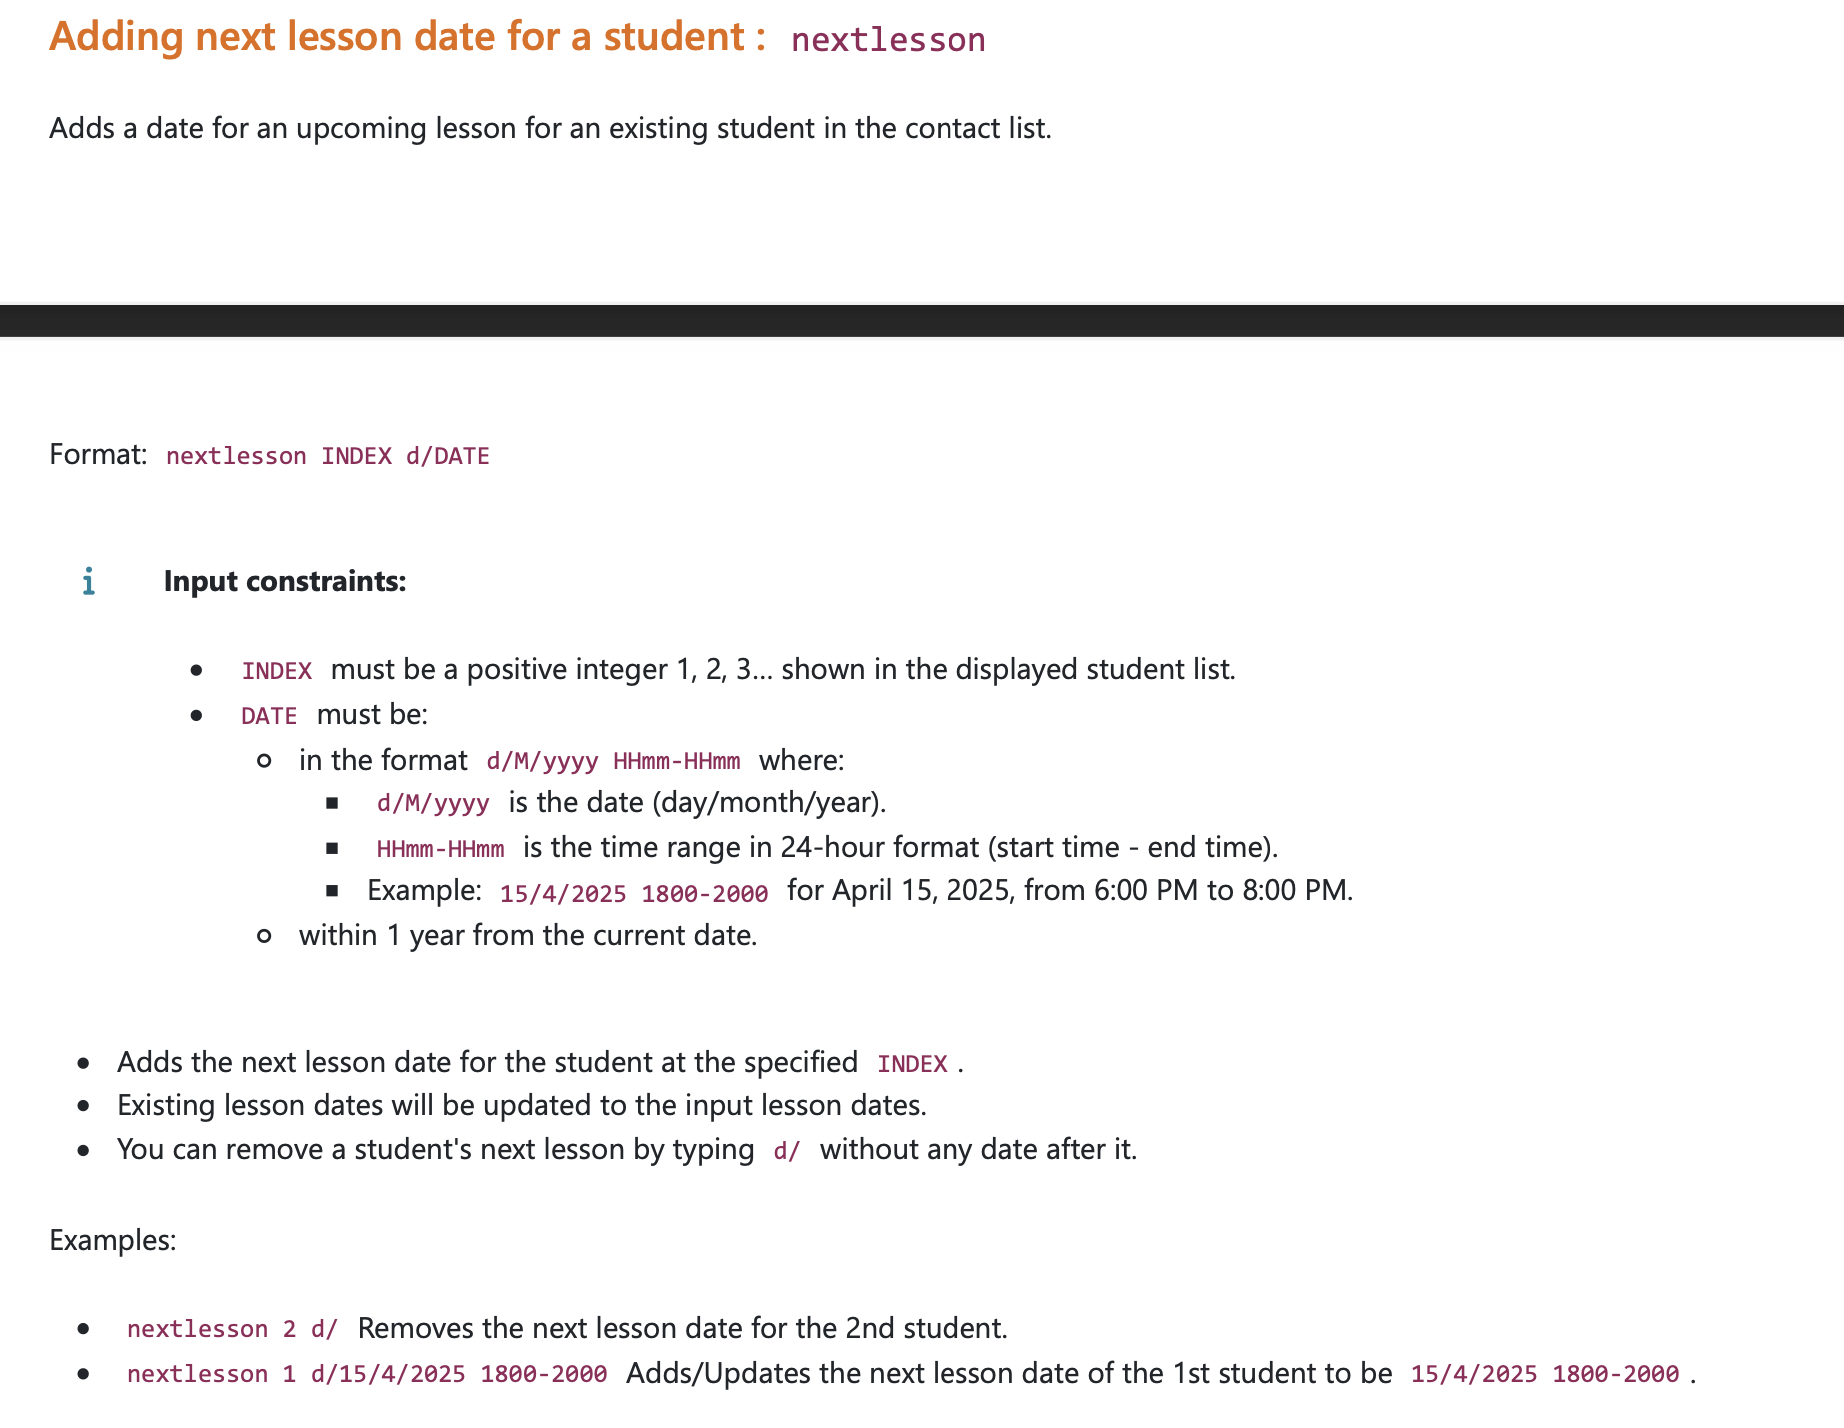 Adding next lesson date for a student : nextlesson
Adds a date for an upcoming lesson for an existing student in the contact list.
Format: nextlesson INDEX d/DATE
i Input constraints:
• INDEX must be a positive integer 1, 2, 3... shown in the displayed student list.
• DATE must be:
○ in the format d/M/yyyy HHmm-HHmm where:
■ d/M/yyyy is the date (day/month/year).
■ HHmm-HHmm is the time range in 24-hour format (start time - end time).
■ Example: 15/4/2025 1800-2000 for April 15, 2025, from 6:00 PM to 8:00 PM.
○ within 1 year from the current date.
• Adds the next lesson date for the student at the specified INDEX .
• Existing lesson dates will be updated to the input lesson dates.
• You can remove a student's next lesson by typing d/ without any date after it.
Examples:
• nextlesson 2 d/ Removes the next lesson date for the 2nd student.
• nextlesson 1 d/15/4/2025 1800-2000 Adds/Updates the next lesson date of the 1st student to be 15/4/2025 1800-2000 .